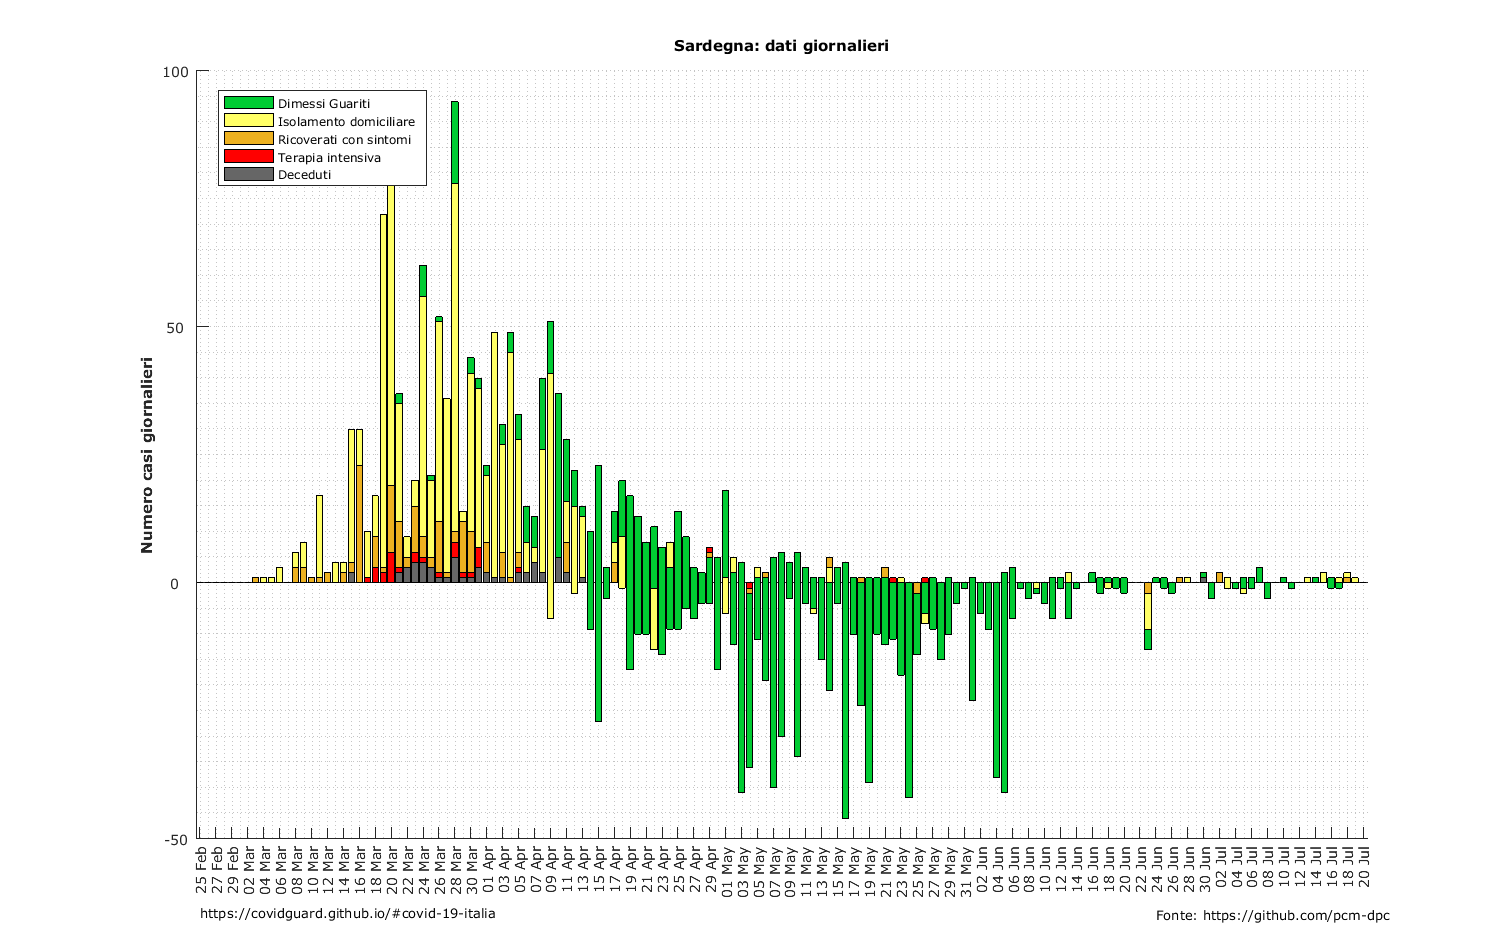 Sardegna: dati giornalieri
100
50
0
-50
Numero casi giornalieri
Dimessi Guariti
Isolamento domiciliare
Ricoverati con sintomi
Terapia intensiva
Deceduti
25 Feb
27 Feb
29 Feb
02 Mar
04 Mar
06 Mar
08 Mar
10 Mar
12 Mar
14 Mar
16 Mar
18 Mar
20 Mar
22 Mar
24 Mar
26 Mar
28 Mar
30 Mar
01 Apr
03 Apr
05 Apr
07 Apr
09 Apr
11 Apr
13 Apr
15 Apr
17 Apr
19 Apr
21 Apr
23 Apr
25 Apr
27 Apr
29 Apr
01 May
03 May
05 May
07 May
09 May
11 May
13 May
15 May
17 May
19 May
21 May
23 May
25 May
27 May
29 May
31 May
02 Jun
04 Jun
06 Jun
08 Jun
10 Jun
12 Jun
14 Jun
16 Jun
18 Jun
20 Jun
22 Jun
24 Jun
26 Jun
28 Jun
30 Jun
02 Jul
04 Jul
06 Jul
08 Jul
10 Jul
12 Jul
14 Jul
16 Jul
18 Jul
20 Jul
https://covidguard.github.io/#covid-19-italia
Fonte: https://github.com/pcm-dpc